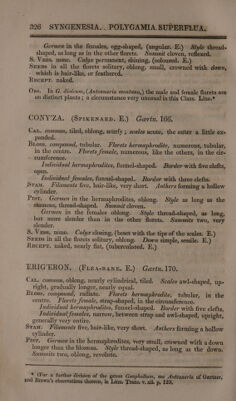 326 SYNGENESIA. POLYGAMIA SUPERFLUA.
Germen in the females, egg-shaped, (angular. E.) Style thread-
shaped, as long as in the other florets. Summit cloven, reflexed.
S. VESS. none. Calyx permanent, shining, (coloured. E.)
SEEDS in all the florets solitary, oblong, small, crowned with down,
which is hair-like, or feathered.
RECEPT. naked.
OBS. In G. dioicum, (Antennaria montana,) the male and female florets are
on distinct plants; a circumstance very unusual in this Class. Linn.*
CONYZA. (SPIKENARD. E.) Gærtn. 166.
CAL. common, tiled, oblong, scurfy; scales acute, the outer a little ex-
panded.
BLOSS. compound, tubular. Florets hermaphrodite, numerous, tubular,
in the centre. Florets female, numerous, like the others, in the cir-
cumference.
Individual hermaphrodites, funnel-shaped. Border with five clefts,
open.
Individual females, funnel-shaped. Border with three clefts.
STAM. Filaments five, hair-like, very short. Anthers forming a hollow
cylinder.
PIST. Germen in the hermaphrodites, oblong. Style as long as the
stamens, thread-shaped. Summit cloven.
Germen in the females oblong. Style thread-shaped, as long,
but more slender than in the other florets. Summits two, very
slender.
S. VESS. none. Calyx closing, (beset with the tips of the scales. E.)
SEEDS in all the florets solitary, oblong. Down simple, sessile. E.)
RECEPT. naked, nearly flat, (tuberculated. E.)
ERIGERON. (FLEA-BANE. E.) Gærtn. 170.
CAL. common, oblong, nearly cylindrical, tiled. Scales awl-shaped, up-
right, gradually longer, nearly equal.
BLOSS. compound, radiate. Florets hermaphrodite, tubular, in the
centre. Florets female, strap-shaped, in the circumference.
Individual hermaphrodites, funnel-shaped. Border with five clefts.
Individual females, narrow, between strap and awl-shaped, upright,
generally very entire.
STAM. Filaments five, hair-like, very short. Anthers forming a hollow
cylinder.
PIST. Germen in the hermaphrodites, very small, crowned with a down
longer than the blossom. Style thread-shaped, as long as the down.
Summits two, oblong, revolute.
* (For a further division of the genus Gnaphalium, see Antennaria of Gærtner,
and Brown's observations thereon, in Linn. Trans. v. xii. p. 123.